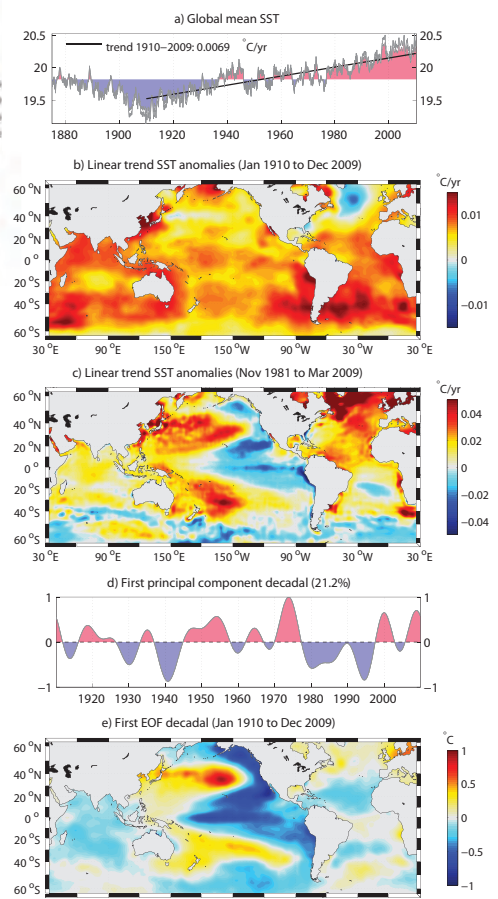 a) Global mean SST
20.5 20.5
trend 1910−2009: 0.0069 °C/yr
20 20
19.5 19.5
1880 1900 1920 1940 1960 1980 2000
b) Linear trend SST anomalies (Jan 1910 to Dec 2009)
°C/yr
60 °N
40 °N
20 °N
0 °
20 °S
40 °S
60 °S
0.01
0
−0.01
30 °E 90 °E 150 °E 150 °W 90 °W 30 °W 30 °E
c) Linear trend SST anomalies (Nov 1981 to Mar 2009)
°C/yr
60 °N
40 °N
20 °N
0 °
20 °S
40 °S
60 °S
0.04
0.02
0
−0.02
−0.04
30 °E 90 °E 150 °E 150 °W 90 °W 30 °W 30 °E
d) First principal component decadal (21.2%)
1 1
0 0
−1 −1
1920 1930 1940 1950 1960 1970 1980 1990 2000
e) First EOF decadal (Jan 1910 to Dec 2009)
°C
60 °N
40 °N
20 °N
0 °
20 °S
40 °S
60 °S
1
0.5
0
−0.5
−1